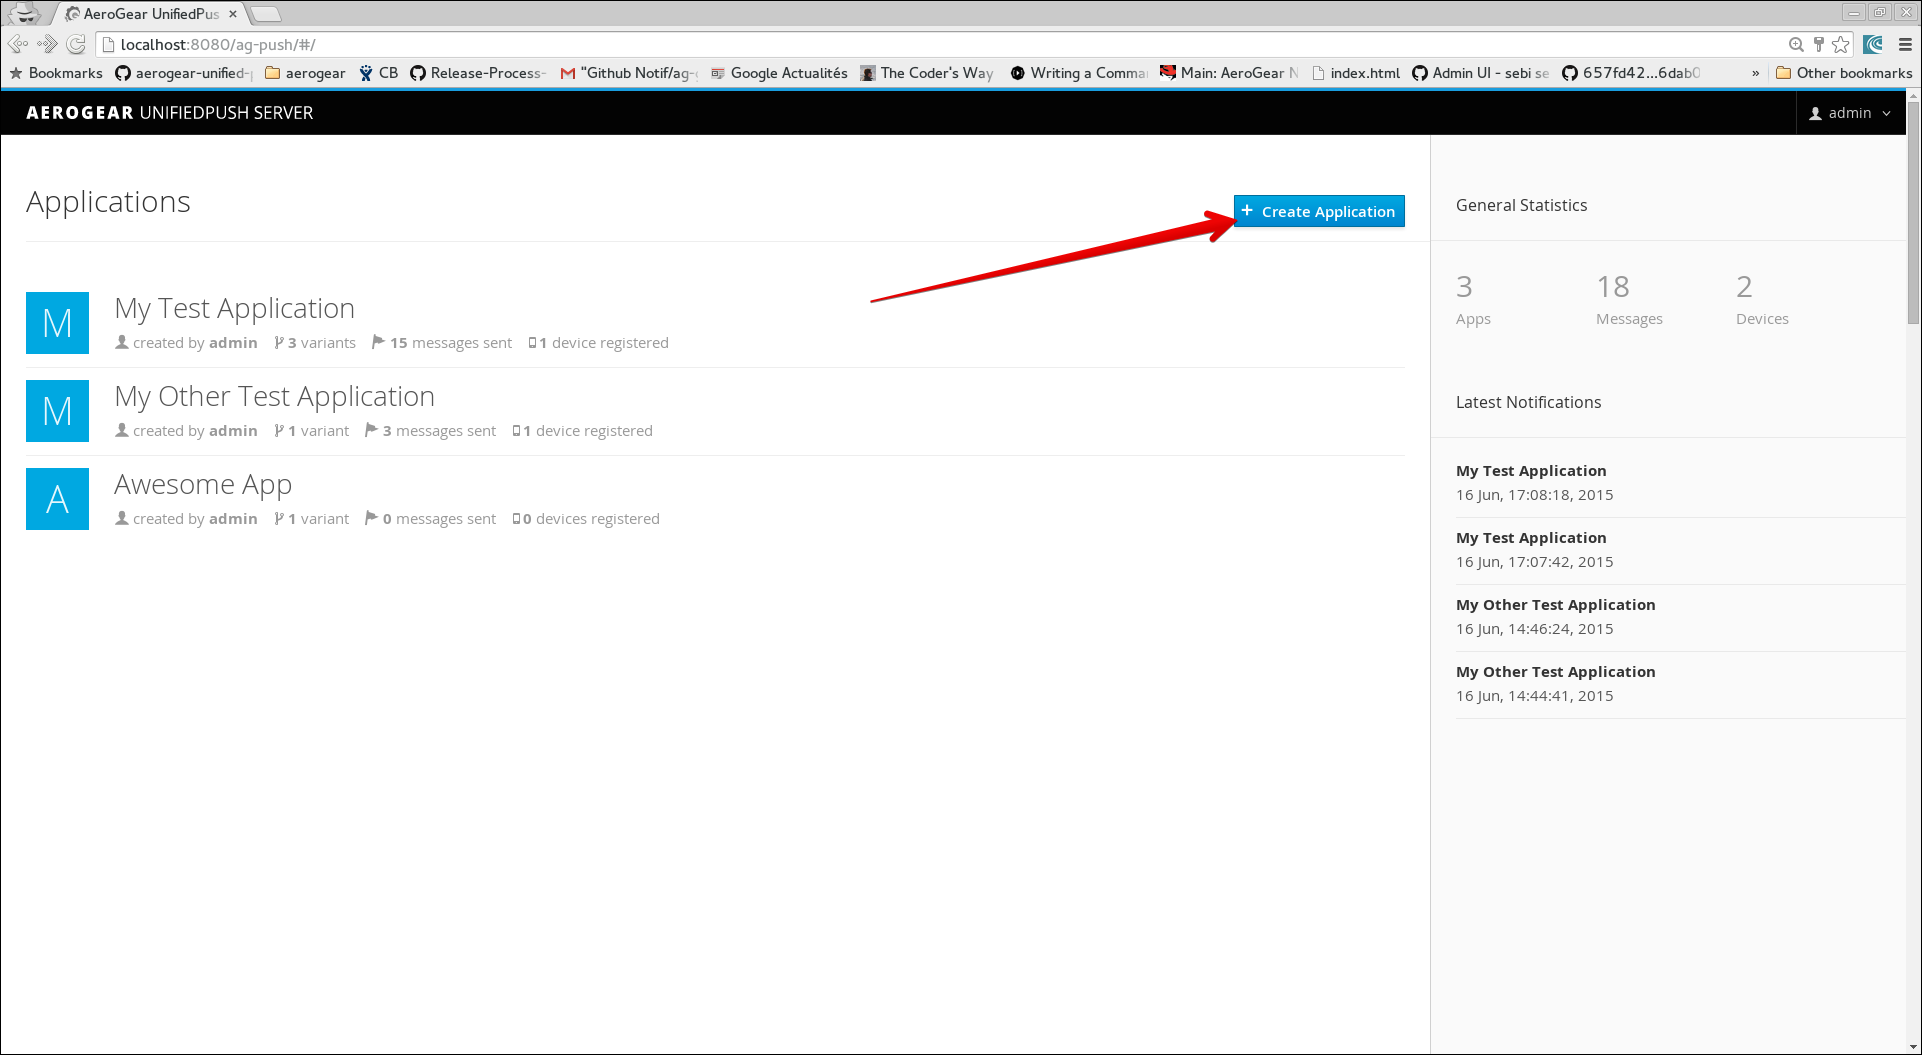 AeroGear UnifiedPus
localhost:8080/ag-push/#/
Bookmarks aerogear-unified- aerogear CB Release-Process- "Github Notif/ag- Google Actualités The Coder's Way Writing a Comma Main: AeroGear N index.html Admin UI - sebi se 657fd42...6dab0 » Other bookmarks
AEROGEAR UNIFIEDPUSH SERVER
admin
Applications
+ Create Application
M
My Test Application
created by admin 3 variants 15 messages sent 1 device registered
M
My Other Test Application
created by admin 1 variant 3 messages sent 1 device registered
A
Awesome App
created by admin 1 variant 0 messages sent 0 devices registered
General Statistics
3 18 2
Apps Messages Devices
Latest Notifications
My Test Application
16 Jun, 17:08:18, 2015
My Test Application
16 Jun, 17:07:42, 2015
My Other Test Application
16 Jun, 14:46:24, 2015
My Other Test Application
16 Jun, 14:44:41, 2015